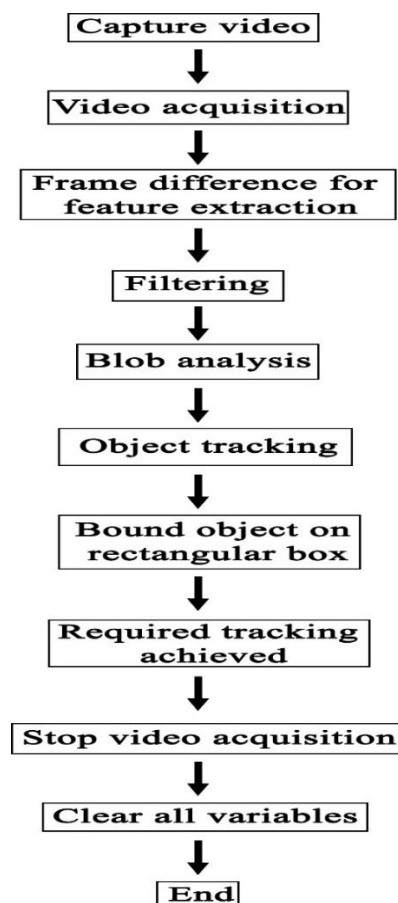 Capture video
Video acquisition
Frame difference for
feature extraction
Filtering
Blob analysis
Object tracking
Bound object on
rectangular box
Required tracking
achieved
Stop video acquisition
Clear all variables
End